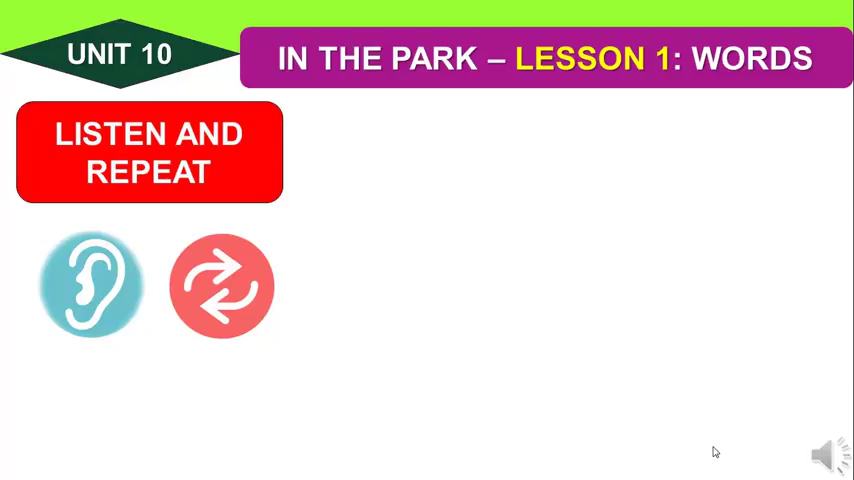 UNIT 10
IN THE PARK – LESSON 1: WORDS
LISTEN AND
REPEAT